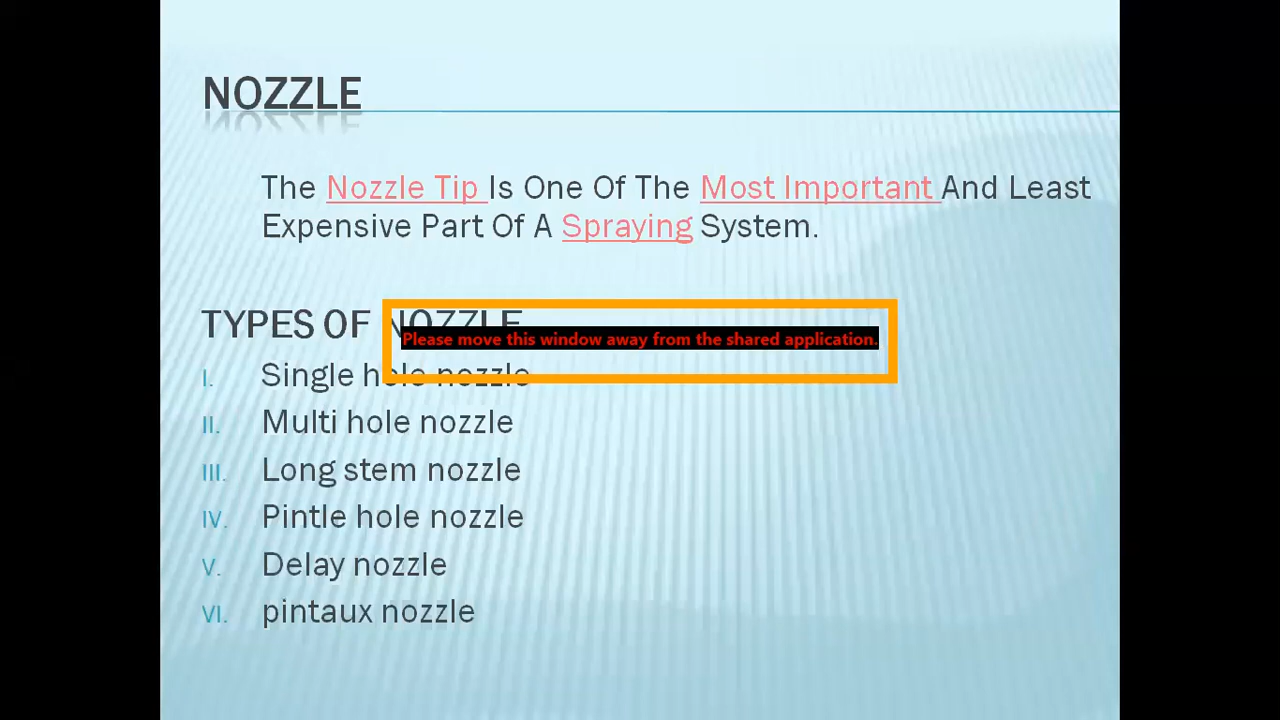 NOZZLE
The Nozzle Tip Is One Of The Most Important And Least
Expensive Part Of A Spraying System.
TYPES OF NOZZLE
Please move this window away from the shared application.
I. Single hole nozzle
II. Multi hole nozzle
III. Long stem nozzle
IV. Pintle hole nozzle
V. Delay nozzle
VI. pintaux nozzle